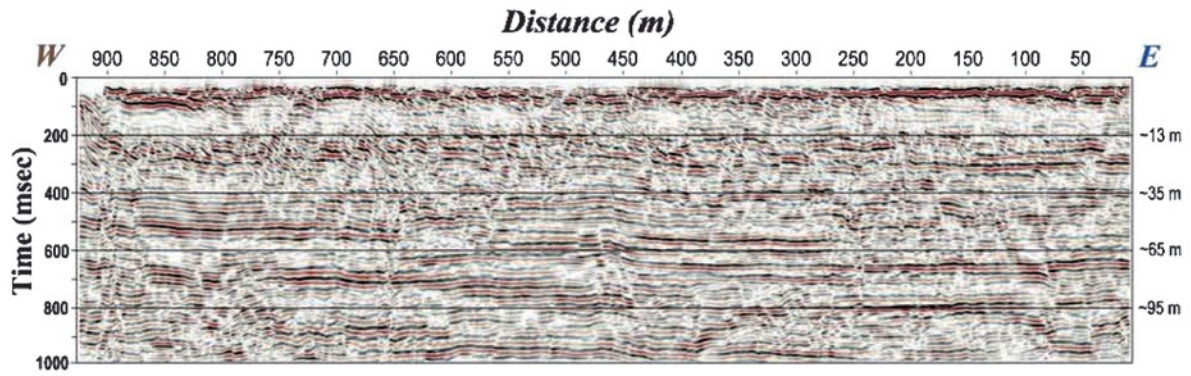 Distance (m)
W 900 850 800 750 700 650 600 550 500 450 400 350 300 250 200 150 100 50 E
0
200 ~13 m
400 ~35 m
600 ~65 m
800 ~95 m
1000
Time (msec)